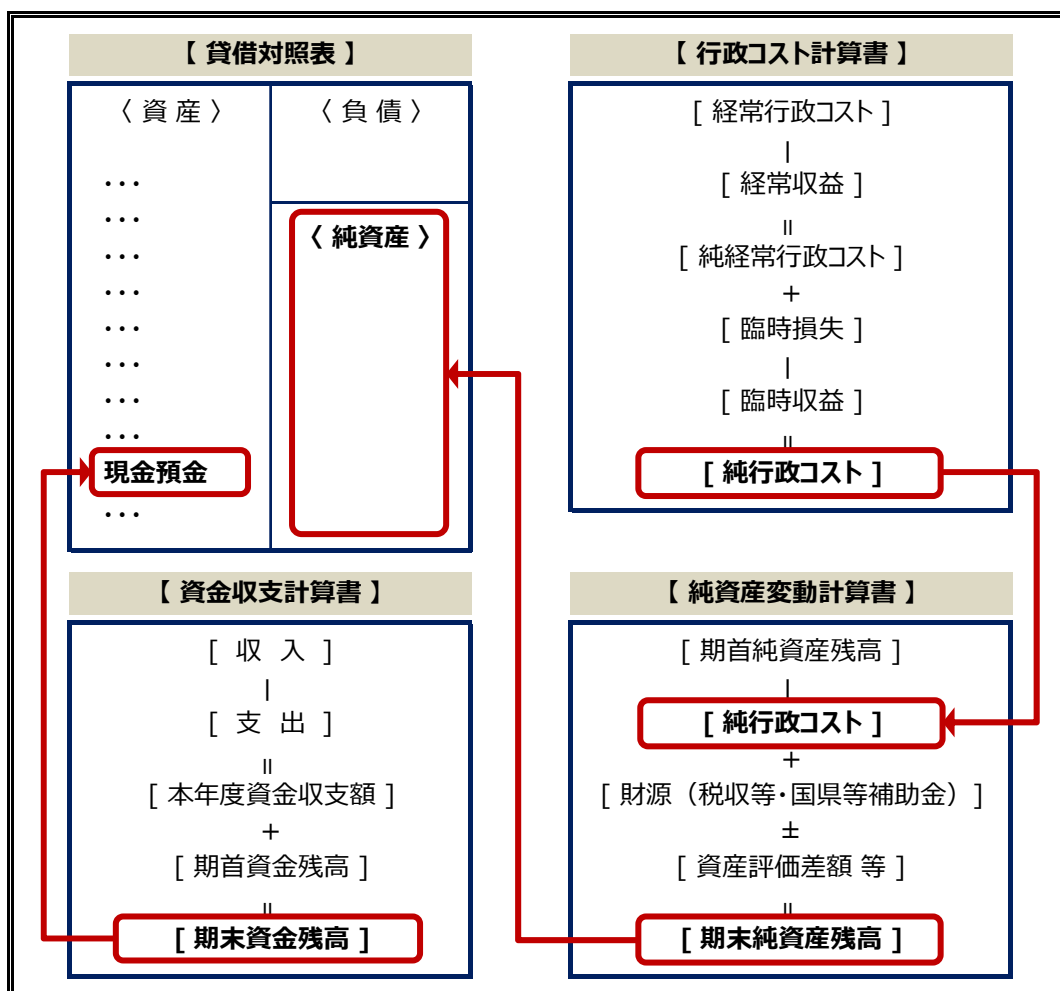 【 貸借対照表 】
〈 資 産 〉
・・・
・・・
・・・
・・・
・・・
・・・
・・・
・・・
現金預金
・・・
〈 負 債 〉
〈 純資産 〉
【 行政コスト計算書 】
[ 経常行政コスト ]
－
[ 経常収益 ]
＝
[ 純経常行政コスト ]
＋
[ 臨時損失 ]
－
[ 臨時収益 ]
＝
[ 純行政コスト ]
【 資金収支計算書 】
[ 収 入 ]
－
[ 支 出 ]
＝
[ 本年度資金収支額 ]
＋
[ 期首資金残高 ]
＝
[ 期末資金残高 ]
【 純資産変動計算書 】
[ 期首純資産残高 ]
－
[ 純行政コスト ]
＋
[ 財源（税収等・国県等補助金）]
±
[ 資産評価差額 等 ]
＝
[ 期末純資産残高 ]